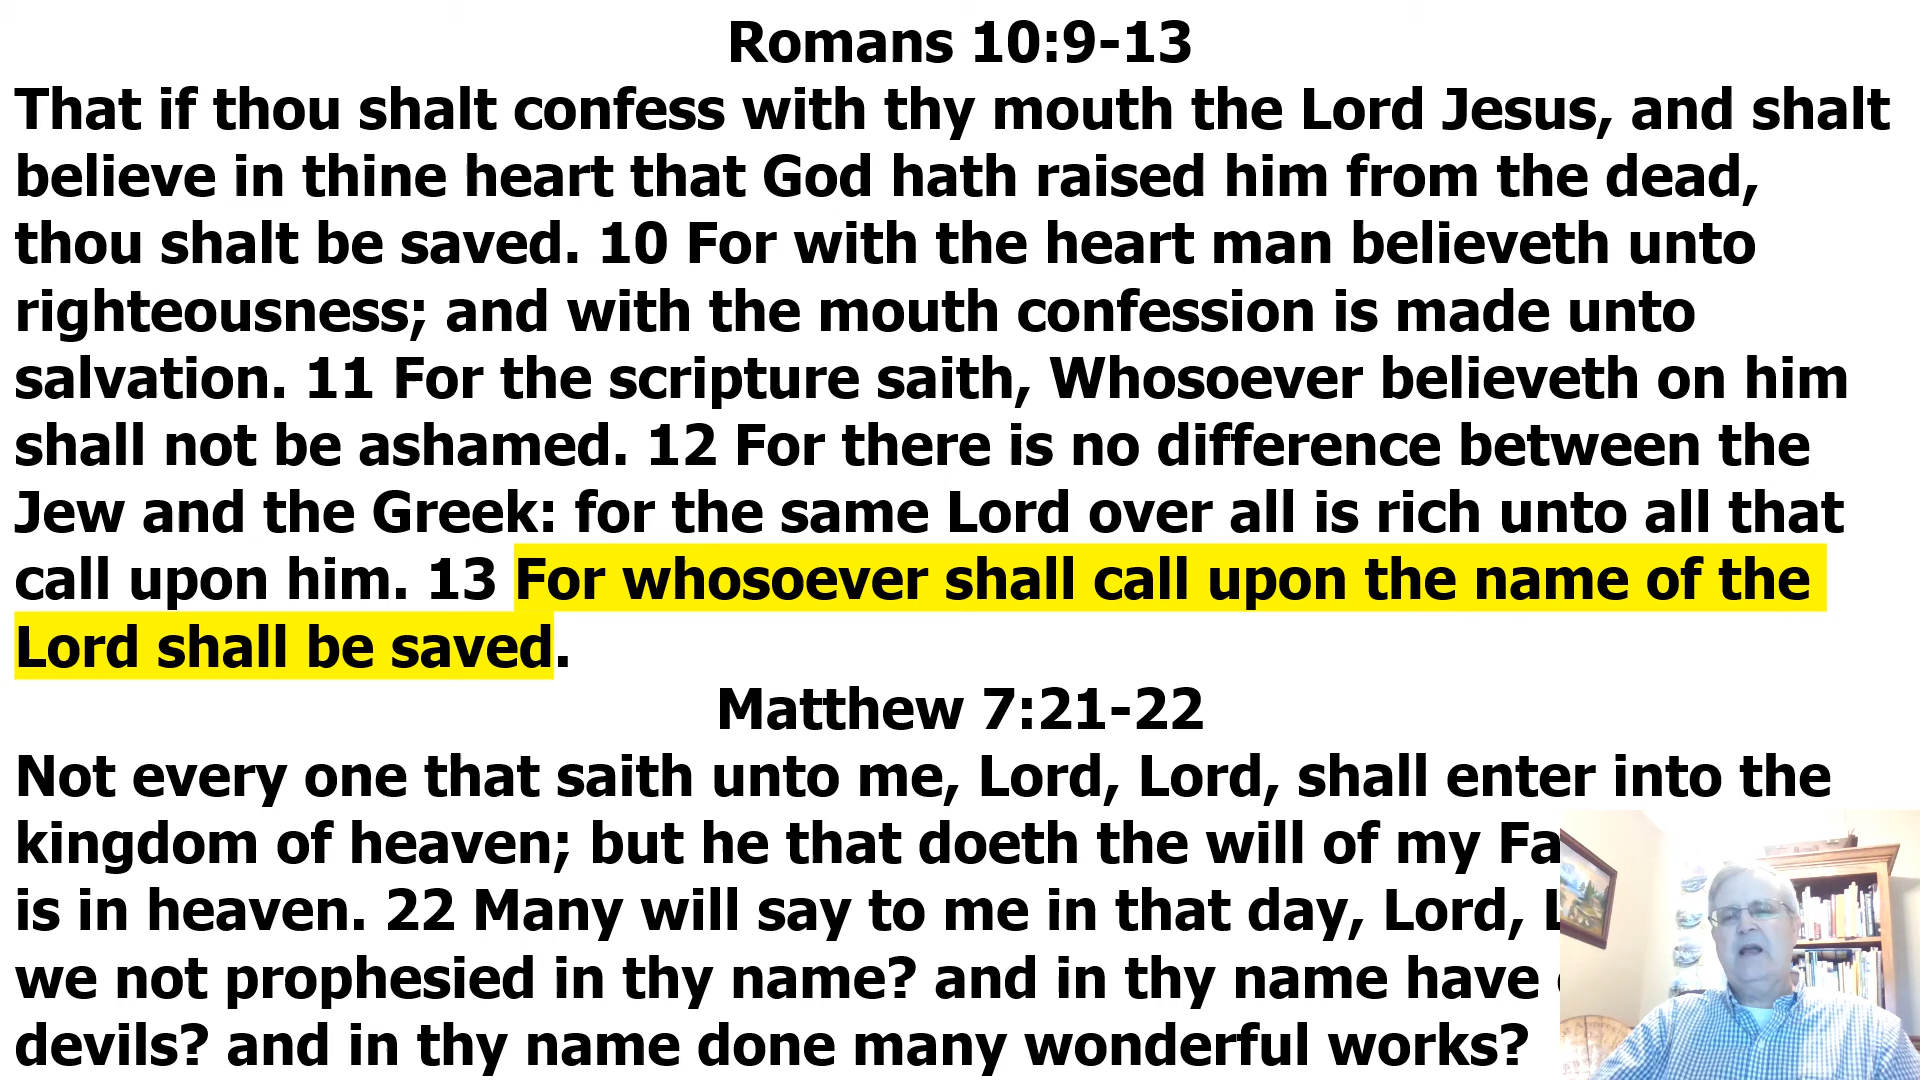 Romans 10:9-13
That if thou shalt confess with thy mouth the Lord Jesus, and shalt
believe in thine heart that God hath raised him from the dead,
thou shalt be saved. 10 For with the heart man believeth unto
righteousness; and with the mouth confession is made unto
salvation. 11 For the scripture saith, Whosoever believeth on him
shall not be ashamed. 12 For there is no difference between the
Jew and the Greek: for the same Lord over all is rich unto all that
call upon him. 13 For whosoever shall call upon the name of the
Lord shall be saved.
Matthew 7:21-22
Not every one that saith unto me, Lord, Lord, shall enter into the
kingdom of heaven; but he that doeth the will of my
is in heaven. 22 Many will say to me in that day, Lord,
we not prophesied in thy name? and in thy name have
devils? and in thy name done many wonderful works?